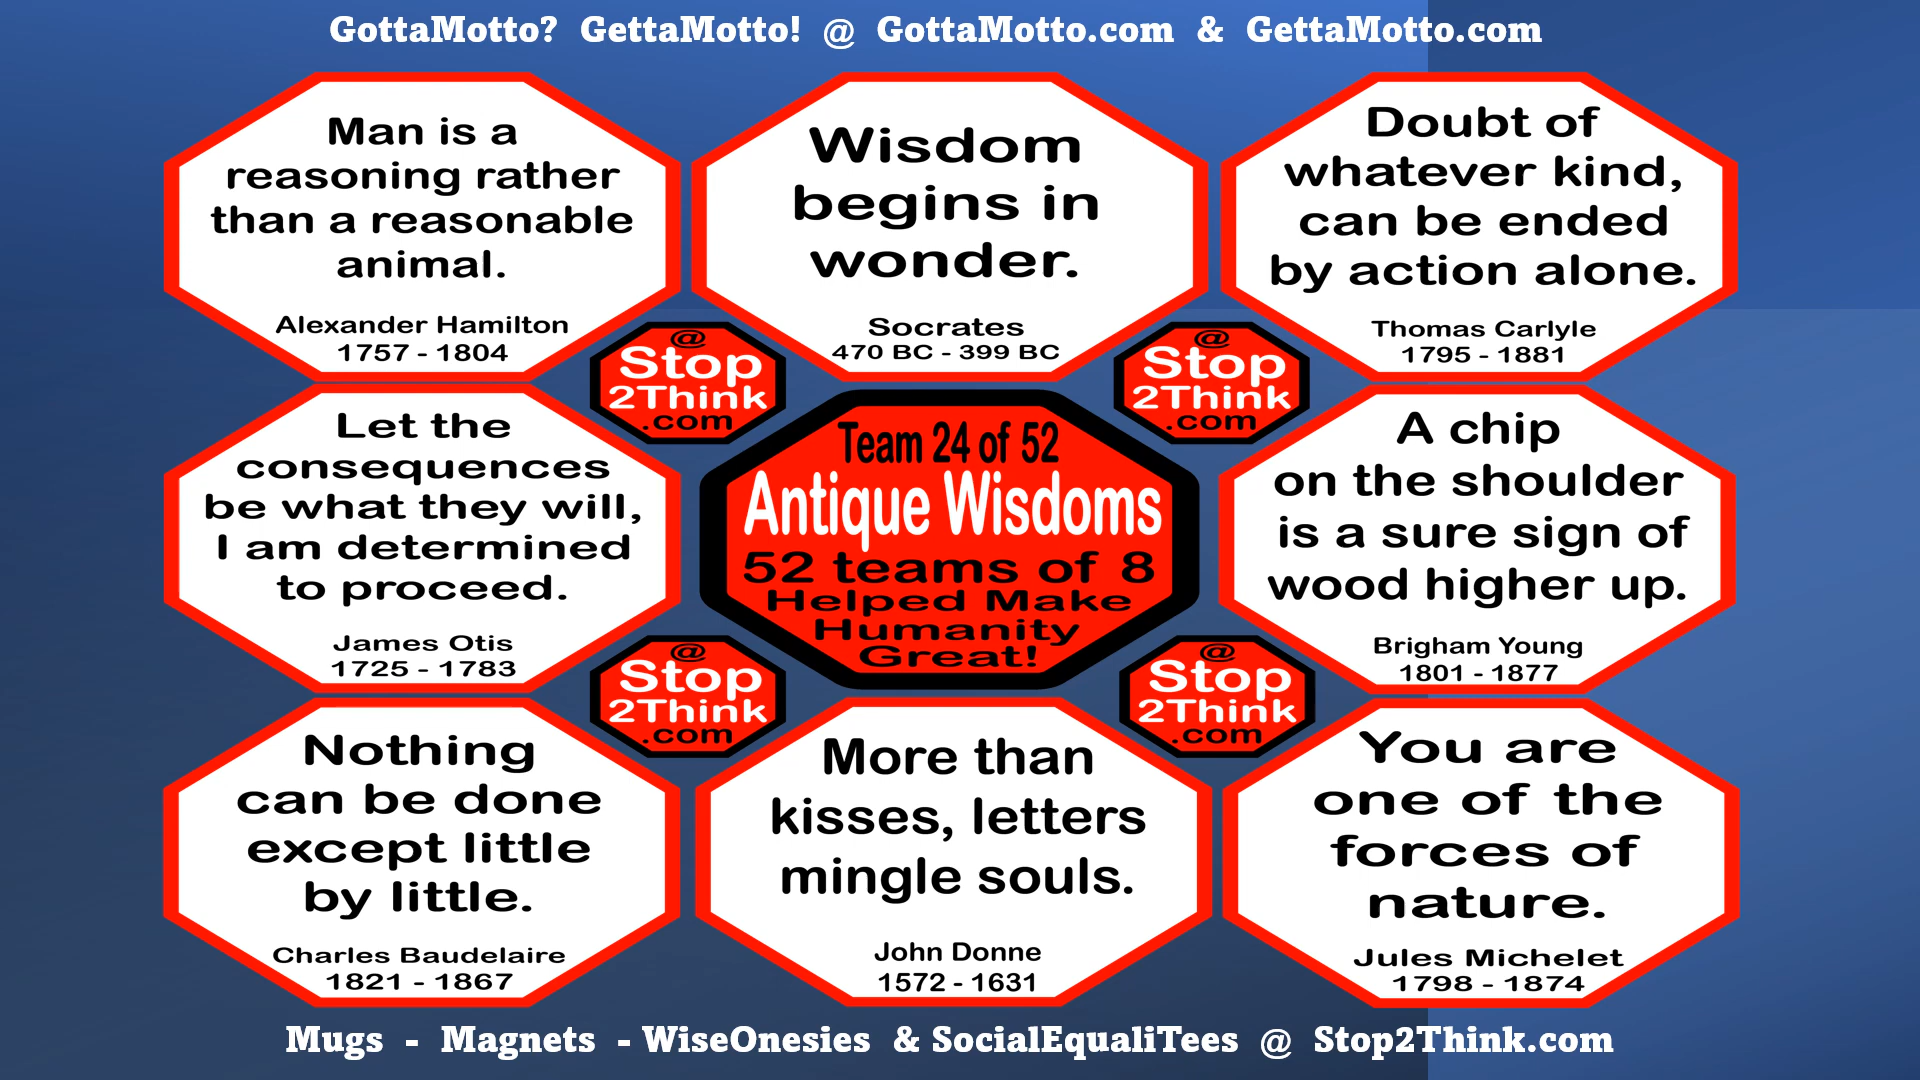 GottaMotto?  GettaMotto!  @  GottaMotto.com  &  GettaMotto.com
Man is a
reasoning rather
than a reasonable
animal.
Alexander Hamilton
1757 - 1804
Wisdom
begins in
wonder.
Socrates
470 BC - 399 BC
Doubt of
whatever kind,
can be ended
by action alone.
Thomas Carlyle
1795 - 1881
@
Stop
2Think
.com
@
Stop
2Think
.com
Let the
consequences
be what they will,
I am determined
to proceed.
James Otis
1725 - 1783
Team 24 of 52
Antique Wisdoms
52 teams of 8
Helped Make
Humanity
Great!
A chip
on the shoulder
is a sure sign of
wood higher up.
Brigham Young
1801 - 1877
@
Stop
2Think
.com
@
Stop
2Think
.com
Nothing
can be done
except little
by little.
Charles Baudelaire
1821 - 1867
More than
kisses, letters
mingle souls.
John Donne
1572 - 1631
You are
one of the
forces of
nature.
Jules Michelet
1798 - 1874
Mugs  -  Magnets  - WiseOnesies  & SocialEqualiTees  @  Stop2Think.com